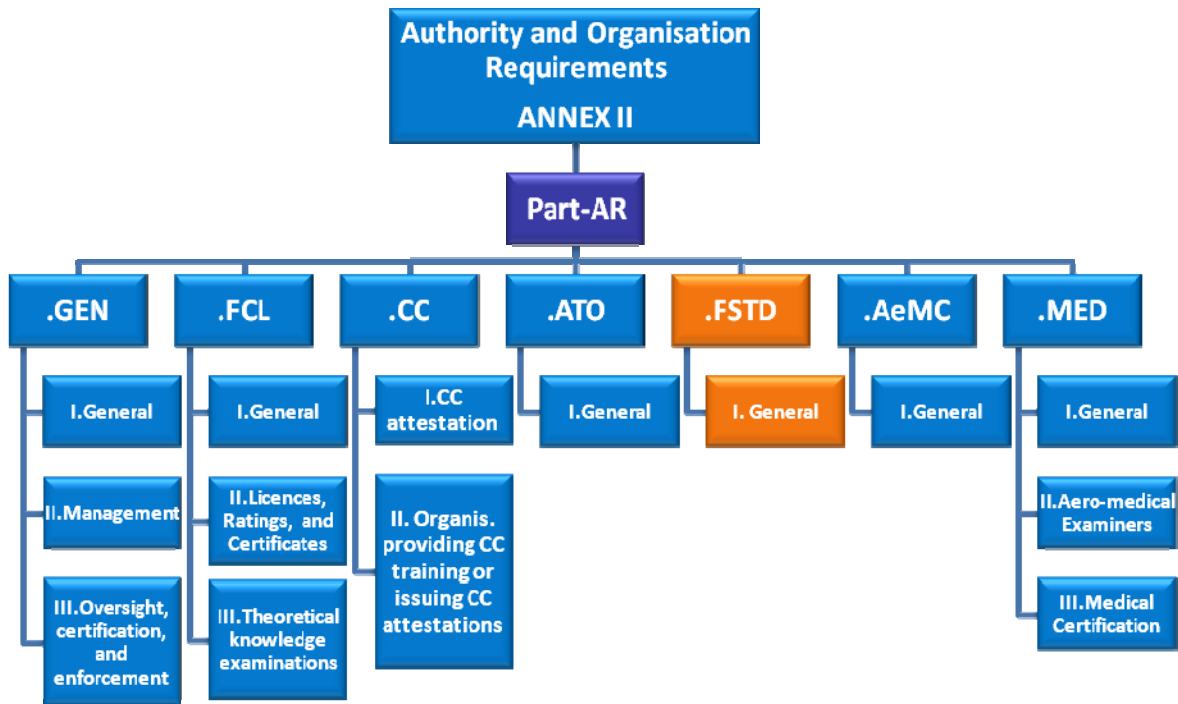 Authority and Organisation
Requirements
ANNEX II
Part-AR
.GEN
.FCL
.CC
.ATO
.FSTD
.AeMC
.MED
I.General
II.Management
III.Oversight,
certification,
and
enforcement
I.General
II.Licences,
Ratings, and
Certificates
III.Theoretical
knowledge
examinations
I.CC
attestation
II. Organis.
providing CC
training or
issuing CC
attestations
I.General
I. General
I.General
I.General
II.Aero-medical
Examiners
III.Medical
Certification